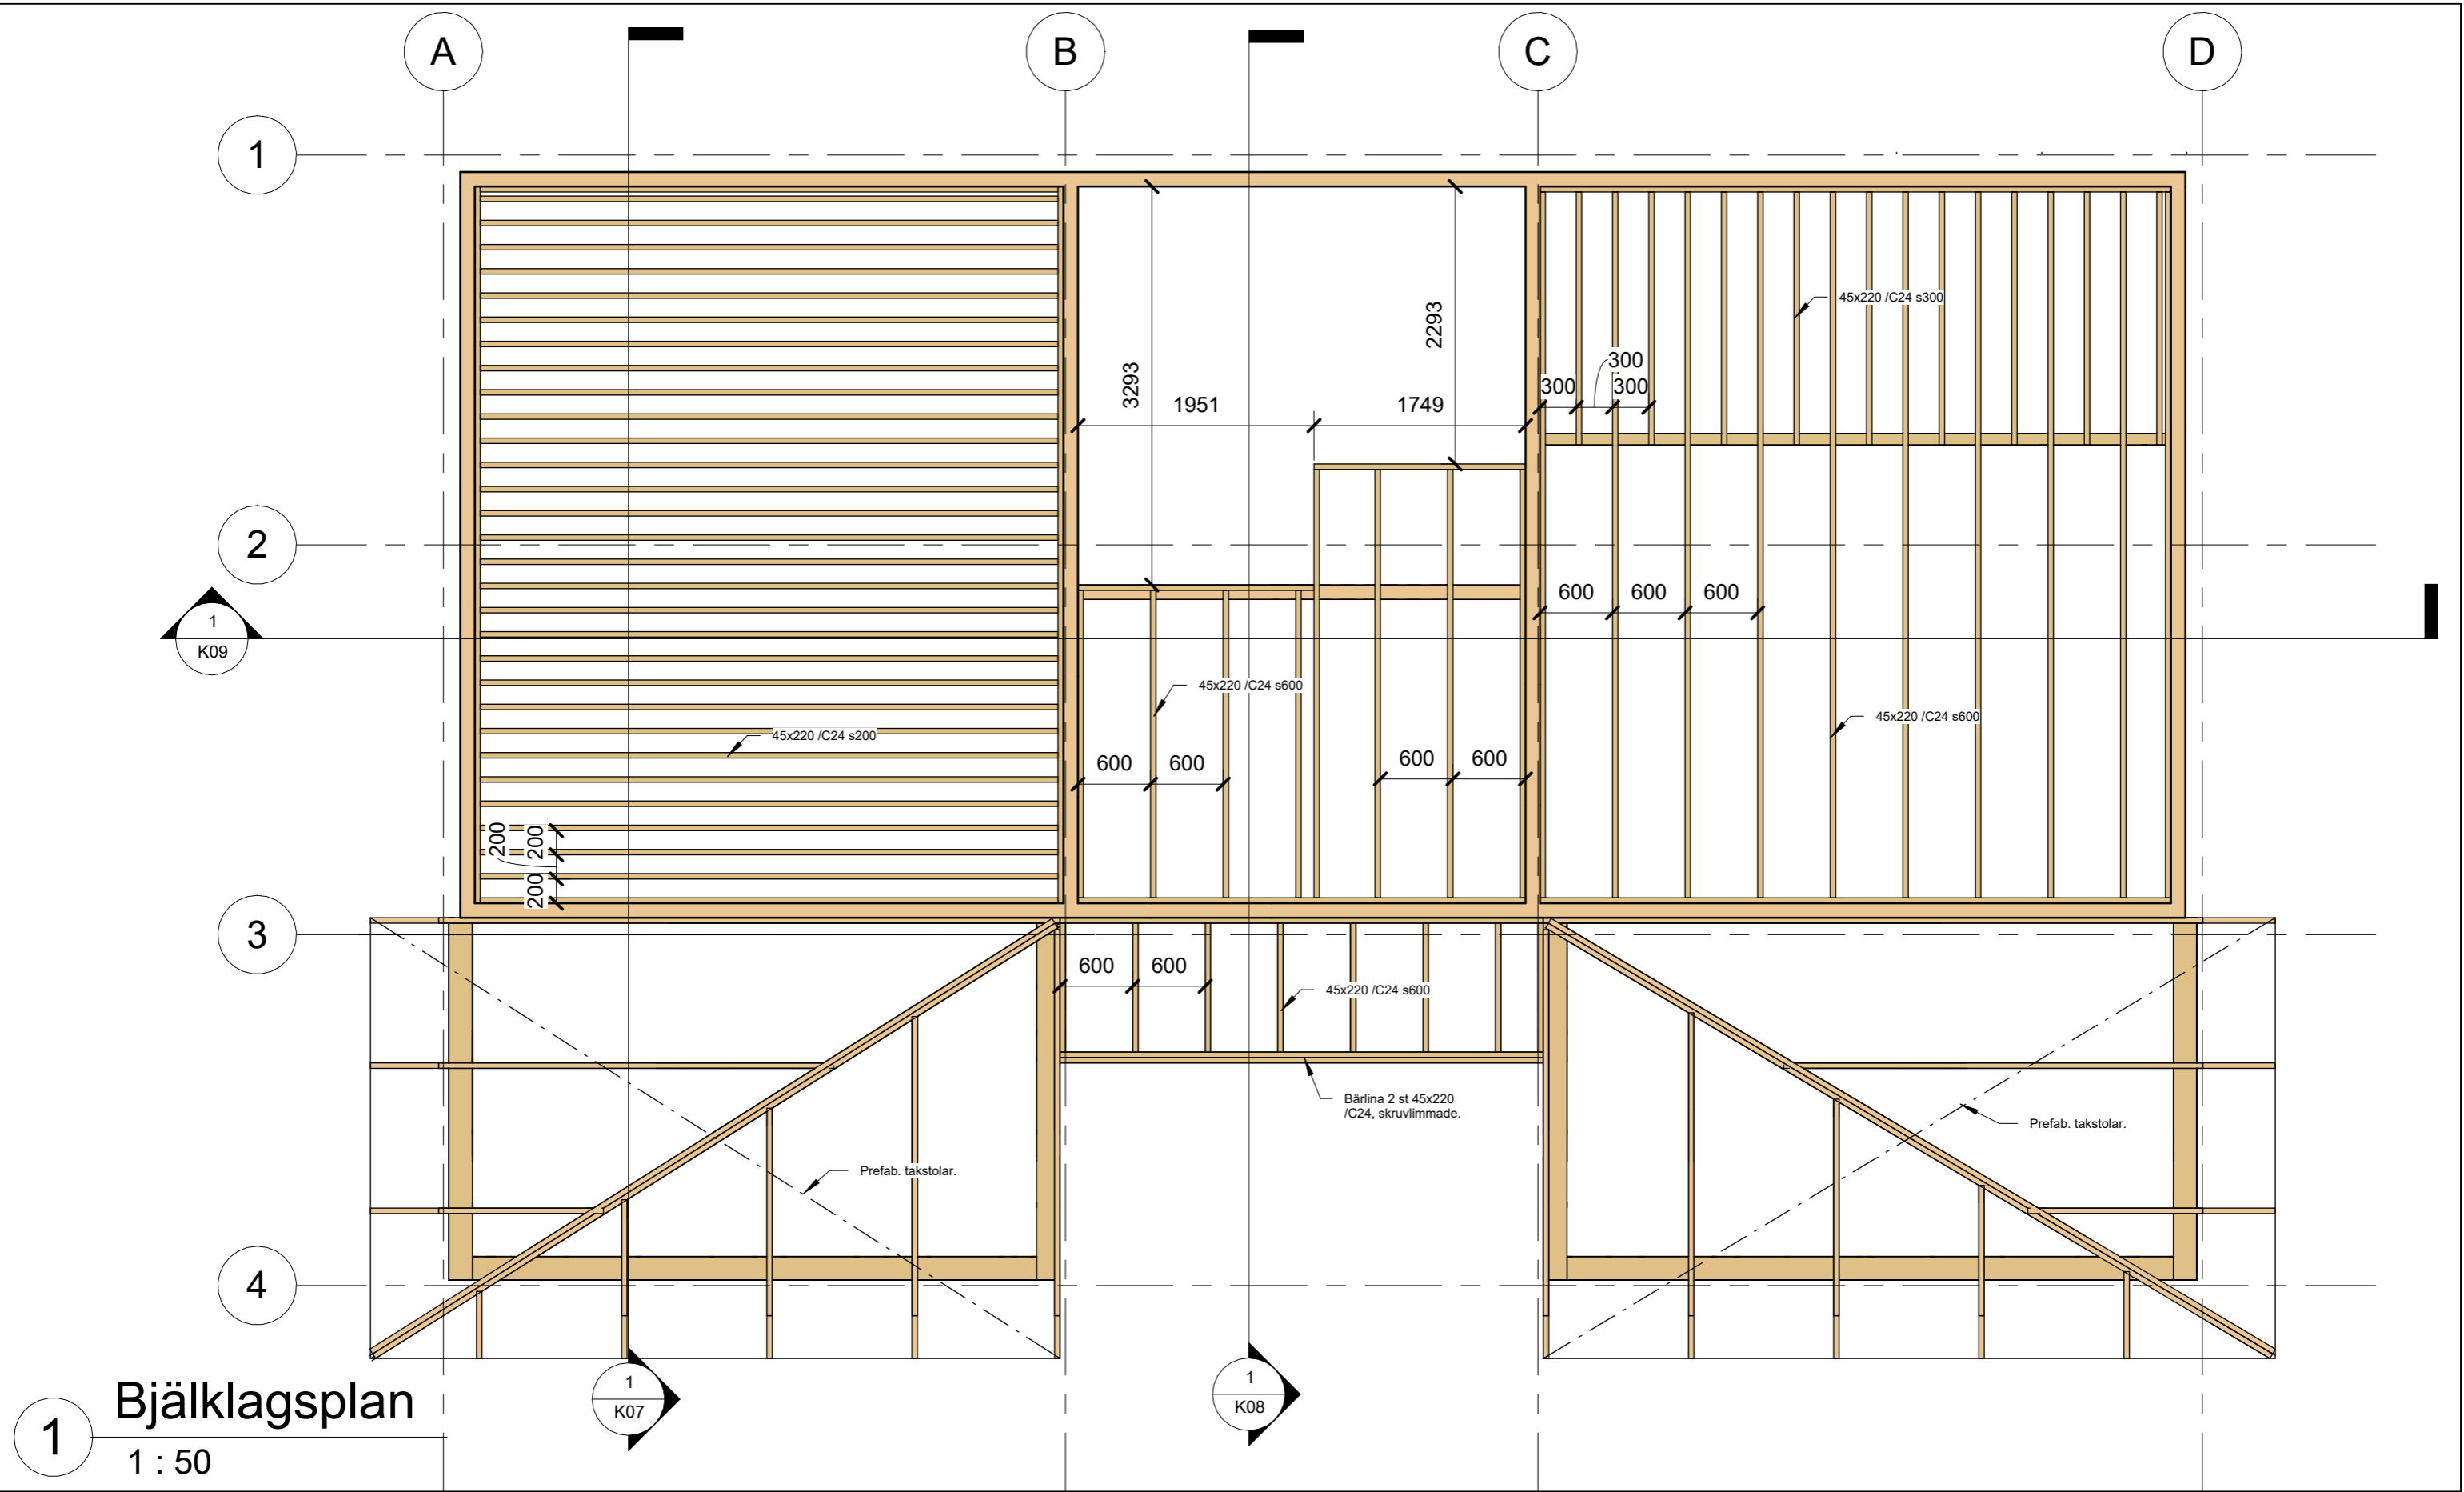 A
B
C
D
1
2
3
4
3293
2293
1951
1749
45x220 /C24 s300
300
300
300
600
600
600
1
K09
45x220 /C24 s600
45x220 /C24 s600
45x220 /C24 s200
600
600
600
600
200
200
200
600
600
45x220 /C24 s600
Bärlina 2 st 45x220
/C24, skruvlimmade.
Prefab. takstolar.
Prefab. takstolar.
1
K07
1
K08
1
Bjälklagsplan
1 : 50